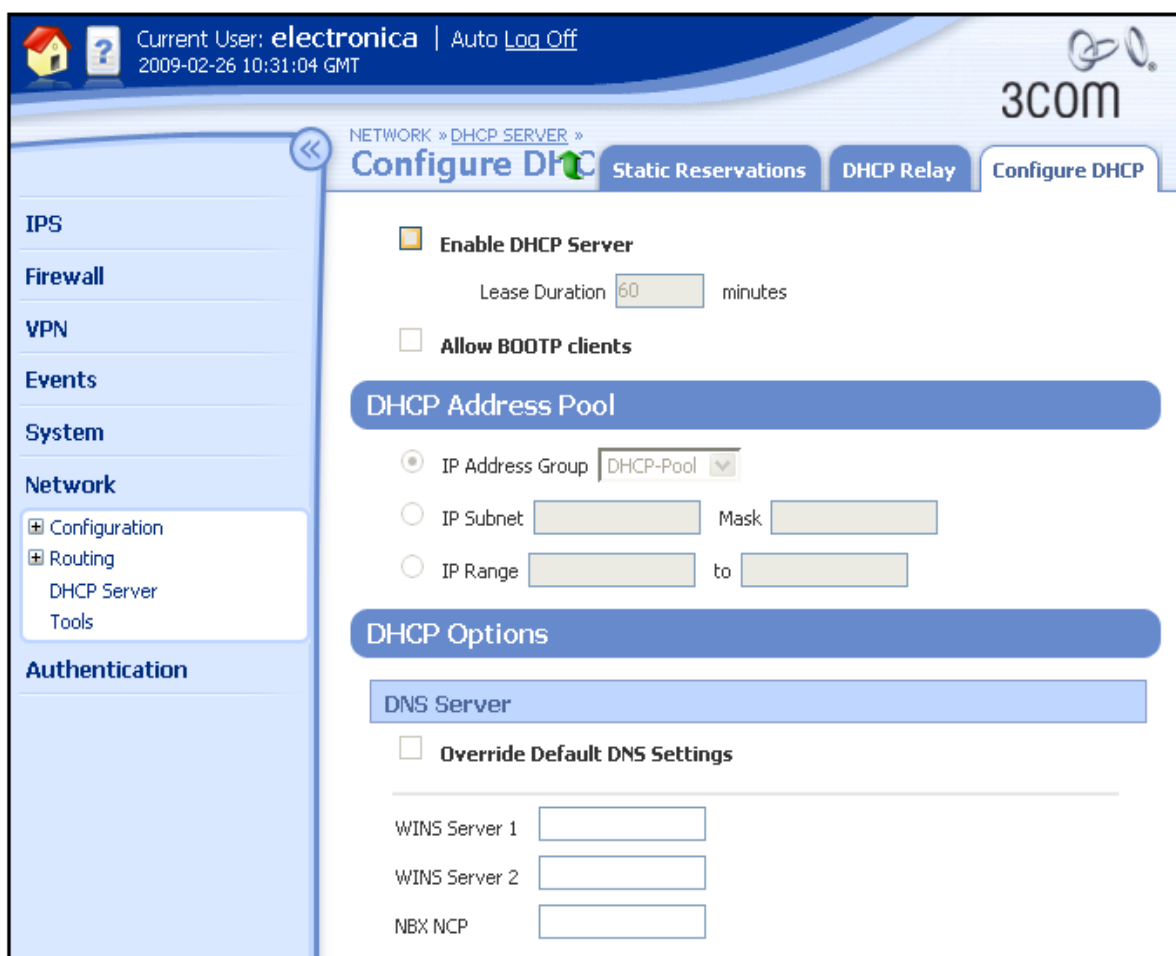 Current User: electronica | Auto Log Off
2009-02-26 10:31:04 GMT
3COM
NETWORK » DHCP SERVER »
Configure DHC
Static Reservations
DHCP Relay
Configure DHCP
IPS
Firewall
VPN
Events
System
Network
Configuration
Routing
DHCP Server
Tools
Authentication
Enable DHCP Server
Lease Duration 60 minutes
Allow BOOTP clients
DHCP Address Pool
IP Address Group DHCP-Pool
IP Subnet Mask
IP Range to
DHCP Options
DNS Server
Override Default DNS Settings
WINS Server 1
WINS Server 2
NBX NCP